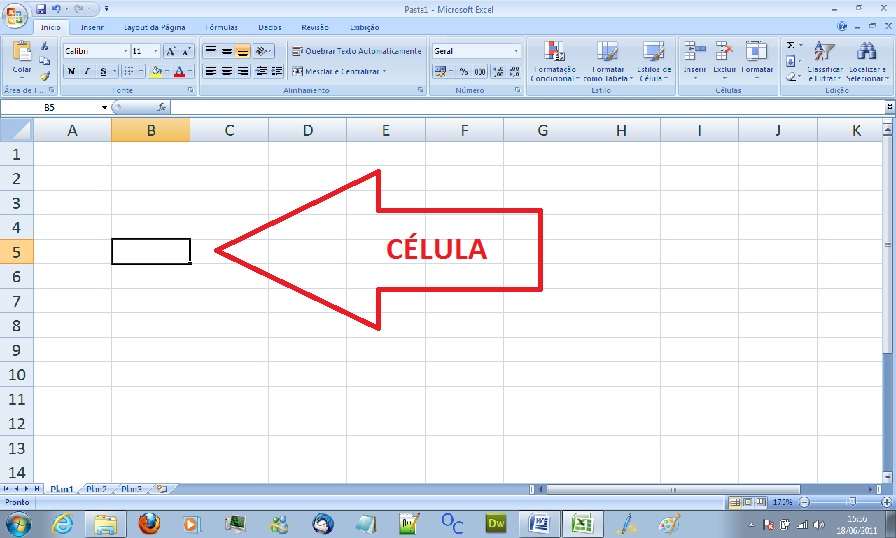 Pasta1 - Microsoft Excel
Início Inserir Layout da Página Fórmulas Dados Revisão Exibição
Calibri 11 A A Quebrar Texto Automaticamente Geral
Colar N I S A Mesclar e Centralizar % 000 Formatação Condicional Formatar como Tabela Estilos de Célula Inserir Excluir Formatar Σ Classificar e Filtrar Localizar e Selecionar
Área de T... Fonte Alinhamento Número Estilo Células Edição
B5 fx
A B C D E F G H I J K
1
2
3
4
5
CÉLULA
6
7
8
9
10
11
12
13
14
Plan1 Plan2 Plan3
Pronto 175%
OC Dw W X 15:56
18/06/2011